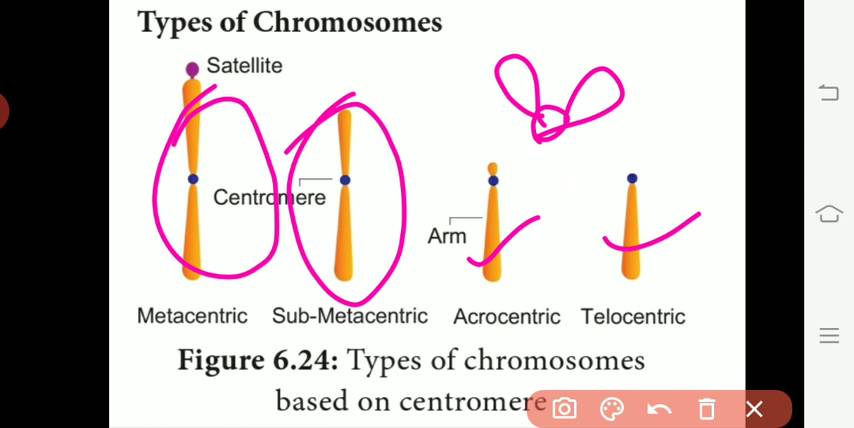 Types of Chromosomes
Satellite
Centromere
Arm
Metacentric Sub-Metacentric Acrocentric Telocentric
Figure 6.24: Types of chromosomes
based on centromere